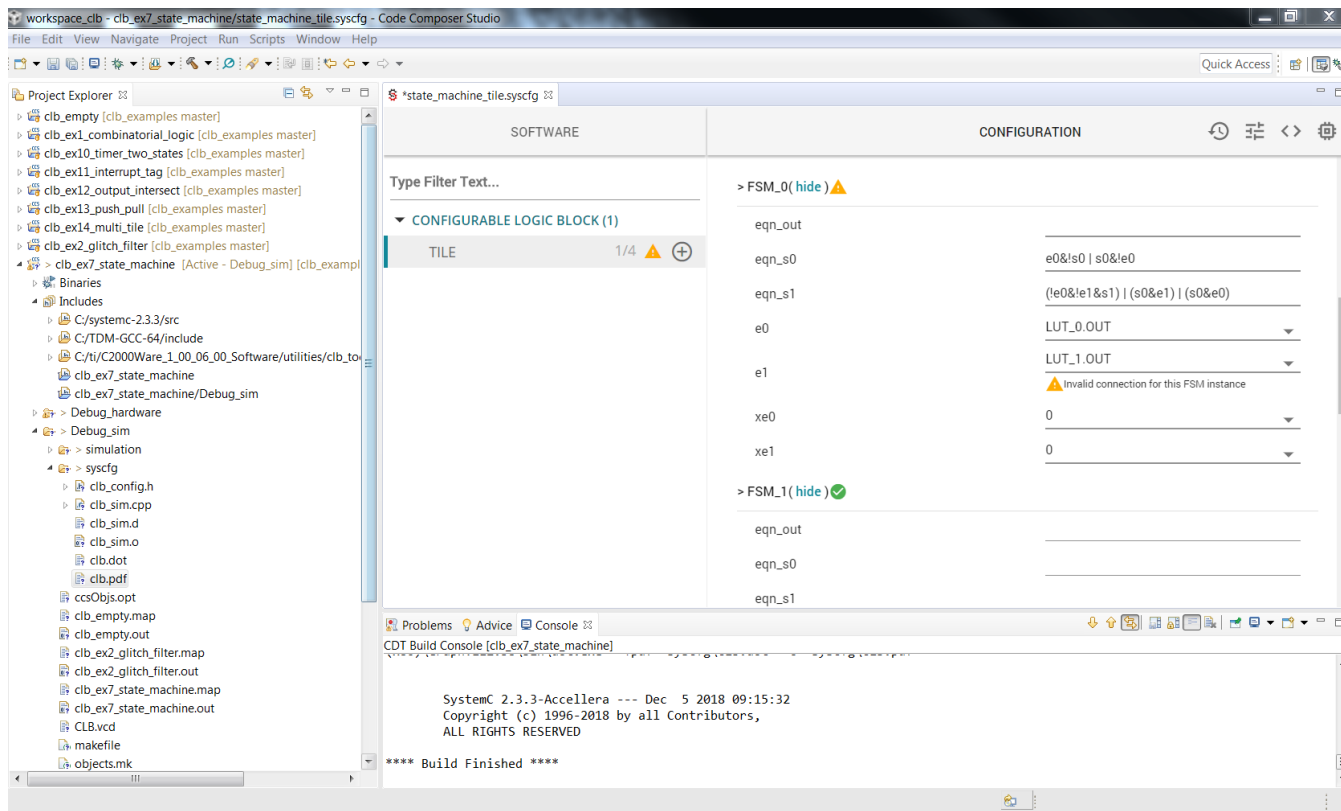 workspace_clb - clb_ex7_state_machine/state_machine_tile.syscfg - Code Composer Studio
File Edit View Navigate Project Run Scripts Window Help
Quick Access
Project Explorer
clb_empty [clb_examples master]
clb_ex1_combinatorial_logic [clb_examples master]
clb_ex10_timer_two_states [clb_examples master]
clb_ex11_interrupt_tag [clb_examples master]
clb_ex12_output_intersect [clb_examples master]
clb_ex13_push_pull [clb_examples master]
clb_ex14_multi_tile [clb_examples master]
clb_ex2_glitch_filter [clb_examples master]
> clb_ex7_state_machine [Active - Debug_sim] [clb_exampl
Binaries
Includes
C:/systemc-2.3.3/src
C:/TDM-GCC-64/include
C:/ti/C2000Ware_1_00_06_00_Software/utilities/clb_to
clb_ex7_state_machine
clb_ex7_state_machine/Debug_sim
> Debug_hardware
> Debug_sim
> simulation
> syscfg
clb_config.h
clb_sim.cpp
clb_sim.d
clb_sim.o
clb.dot
clb.pdf
ccsObjs.opt
clb_empty.map
clb_empty.out
clb_ex2_glitch_filter.map
clb_ex2_glitch_filter.out
clb_ex7_state_machine.map
clb_ex7_state_machine.out
CLB.vcd
makefile
objects.mk
*state_machine_tile.syscfg
SOFTWARE
Type Filter Text...
CONFIGURABLE LOGIC BLOCK (1)
TILE 1/4
CONFIGURATION
> FSM_0( hide )
eqn_out
eqn_s0 e0&!s0 | s0&!e0
eqn_s1 (!e0&!e1&s1) | (s0&e1) | (s0&e0)
e0 LUT_0.OUT
e1 LUT_1.OUT
Invalid connection for this FSM instance
xe0 0
xe1 0
> FSM_1( hide )
eqn_out
eqn_s0
eqn_s1
Problems Advice Console
CDT Build Console [clb_ex7_state_machine]
SystemC 2.3.3-Accellera --- Dec 5 2018 09:15:32
Copyright (c) 1996-2018 by all Contributors,
ALL RIGHTS RESERVED
**** Build Finished ****